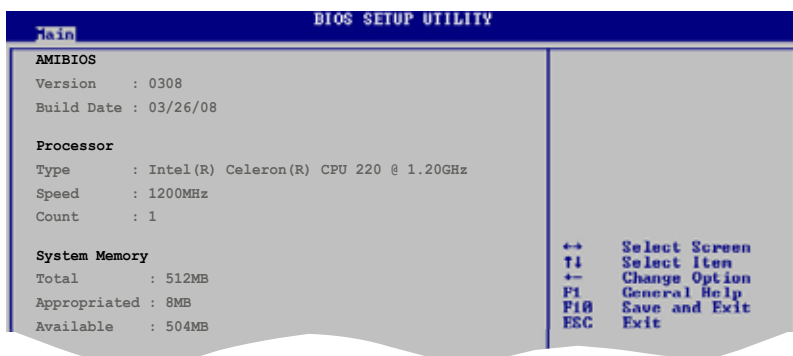 BIOS SETUP UTILITY
Main
AMIBIOS
Version : 0308
Build Date : 03/26/08
Processor
Type : Intel(R) Celeron(R) CPU 220 @ 1.20GHz
Speed : 1200MHz
Count : 1
System Memory
Total : 512MB
Appropriated : 8MB
Available : 504MB
↔ Select Screen
↑↓ Select Item
+- Change Option
F1 General Help
F10 Save and Exit
ESC Exit